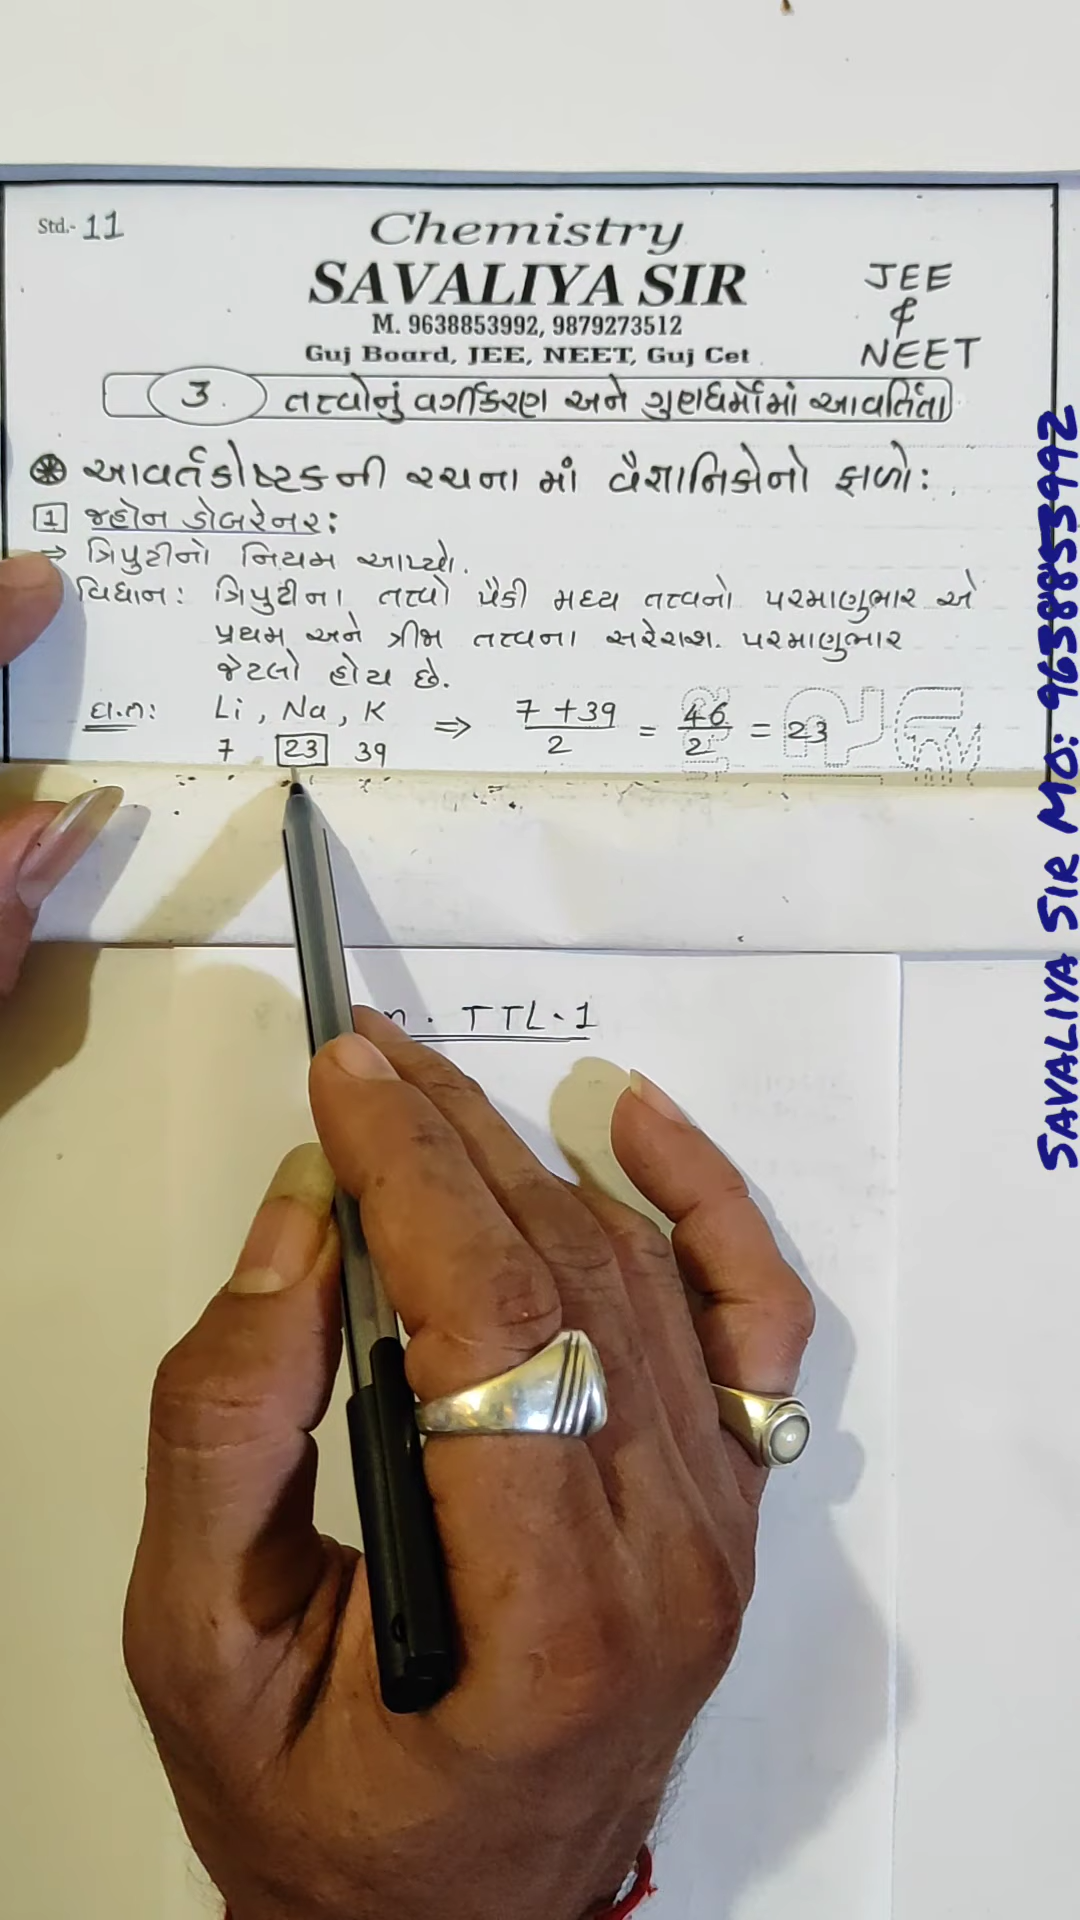 Std.- 11
Chemistry
SAVALIYA SIR
M. 9638853992, 9879273512
Guj Board, JEE, NEET, Guj Cet
JEE
&
NEET
3. તત્વોનું વર્ગીકરણ અને ગુણધર્મોમાં આવર્તિતા
આવર્તકોષ્ટકની રચના માં વૈજ્ઞાનિકોનો ફાળો:
1 જહોન ડોબરેનર:
⇒ ત્રિપુટીનો નિયમ આપ્યો.
વિધાન: ત્રિપુટીના તત્વો પૈકી મધ્ય તત્વનો પરમાણુભાર એ
પ્રથમ અને ત્રીજા તત્વના સરેરાશ. પરમાણુભાર
જેટલો હોય છે.
દા.ત: Li, Na, K ⇒ 7+39/2 = 46/2 = 23
7 23 39
n. TTL-1
SAVALIYA SIR MO: 9638853992